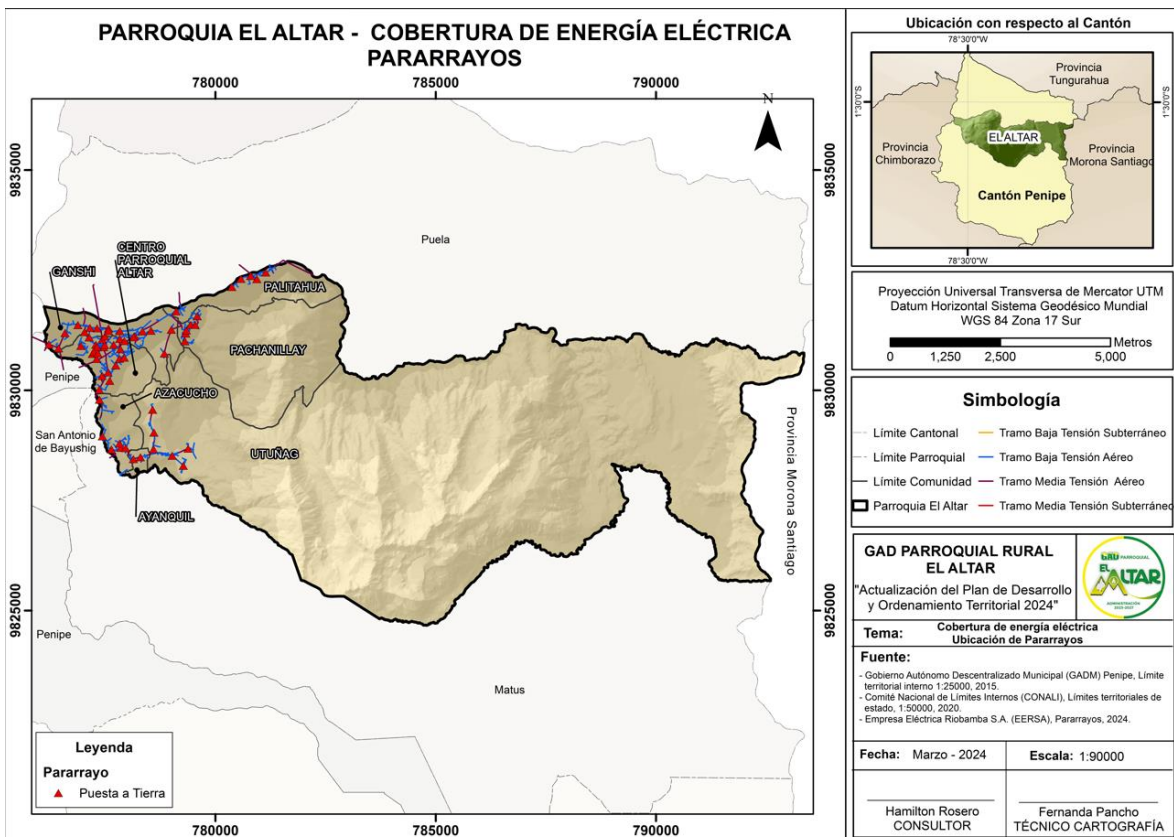 PARROQUIA EL ALTAR - COBERTURA DE ENERGÍA ELÉCTRICA
PARARRAYOS
780000
785000
790000
N
9835000
9835000
9830000
9830000
9825000
9825000
Puela
CENTRO
PARROQUIAL
ALTAR
GANSHI
PALITAHUA
PACHANILLAY
Penipe
AZACUCHO
San Antonio
de Bayushig
UTUÑAG
AYANQUIL
Provincia Morona Santiago
Penipe
Matus
Leyenda
Pararrayo
Puesta a Tierra
780000
785000
790000
Ubicación con respecto al Cantón
78°30'0"W
Provincia
Tungurahua
1°30'0"S
1°30'0"S
EL ALTAR
Provincia
Chimborazo
Provincia
Morona Santiago
Cantón Penipe
78°30'0"W
Proyección Universal Transversa de Mercator UTM
Datum Horizontal Sistema Geodésico Mundial
WGS 84 Zona 17 Sur
0 1,250 2,500 5,000 Metros
Simbología
Límite Cantonal
Límite Parroquial
Límite Comunidad
Parroquia El Altar
Tramo Baja Tensión Subterráneo
Tramo Baja Tensión Aéreo
Tramo Media Tensión Aéreo
Tramo Media Tensión Subterráneo
GAD PARROQUIAL RURAL
EL ALTAR
"Actualización del Plan de Desarrollo
y Ordenamiento Territorial 2024"
GAD PARROQUIAL
EL
ALTAR
ADMINISTRACIÓN
2023-2027
Tema: Cobertura de energía eléctrica
Ubicación de Pararrayos
Fuente:
- Gobierno Autónomo Descentralizado Municipal (GADM) Penipe, Límite
territorial interno 1:25000, 2015.
- Comité Nacional de Límites Internos (CONALI), Límites territoriales de
estado, 1:50000, 2020.
- Empresa Eléctrica Riobamba S.A. (EERSA), Pararrayos, 2024.
Fecha: Marzo - 2024
Escala: 1:90000
Hamilton Rosero
CONSULTOR
Fernanda Pancho
TÉCNICO CARTOGRAFÍA